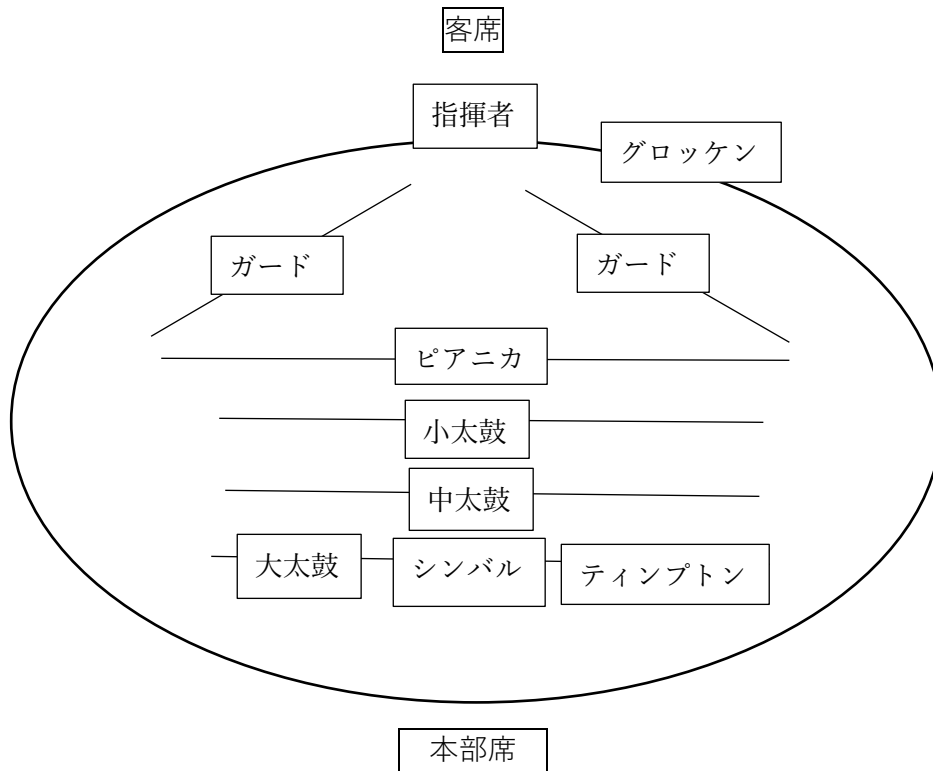 客席
指揮者
グロッケン
ガード
ガード
ピアニカ
小太鼓
中太鼓
大太鼓
シンバル
ティンプトン
本部席